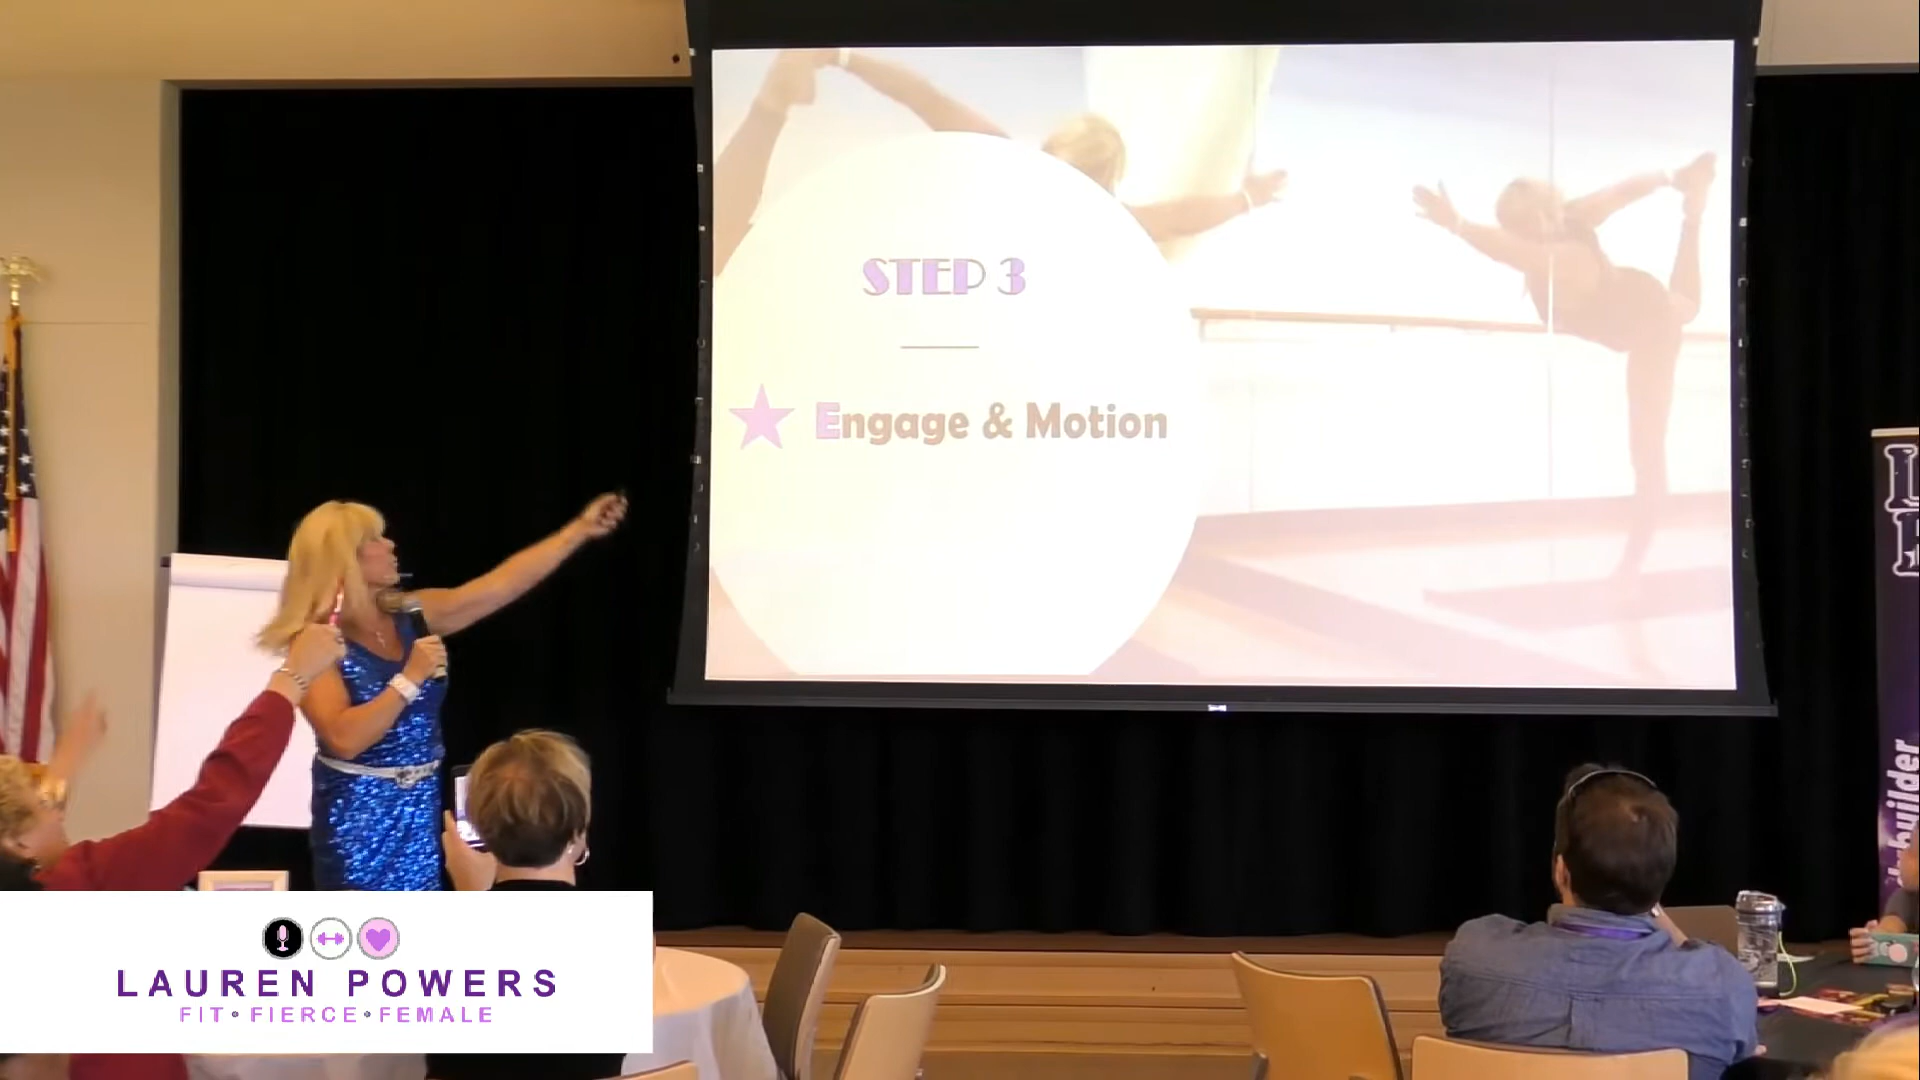 STEP 3
Engage & Motion
LAUREN POWERS
FIT•FIERCE•FEMALE